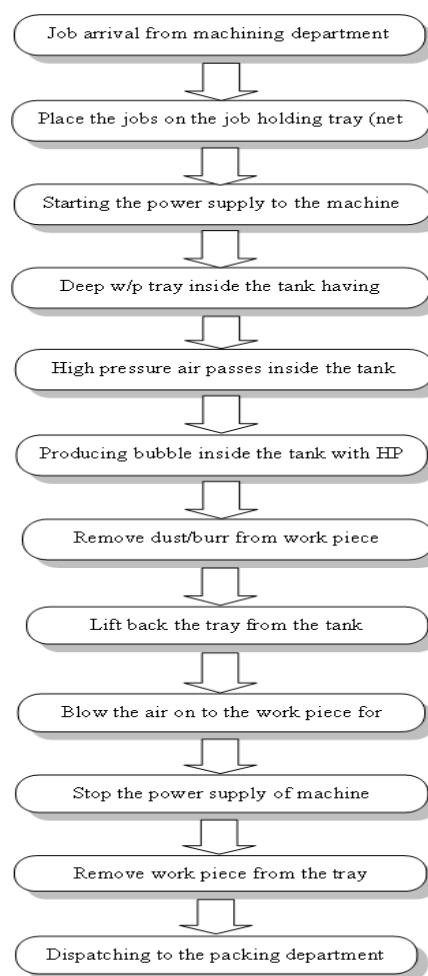 Job arrival from machining department
Place the jobs on the job holding tray (net
Starting the power supply to the machine
Deep w/p tray inside the tank having
High pressure air passes inside the tank
Producing bubble inside the tank with HP
Remove dust/burr from work piece
Lift back the tray from the tank
Blow the air on to the work piece for
Stop the power supply of machine
Remove work piece from the tray
Dispatching to the packing department